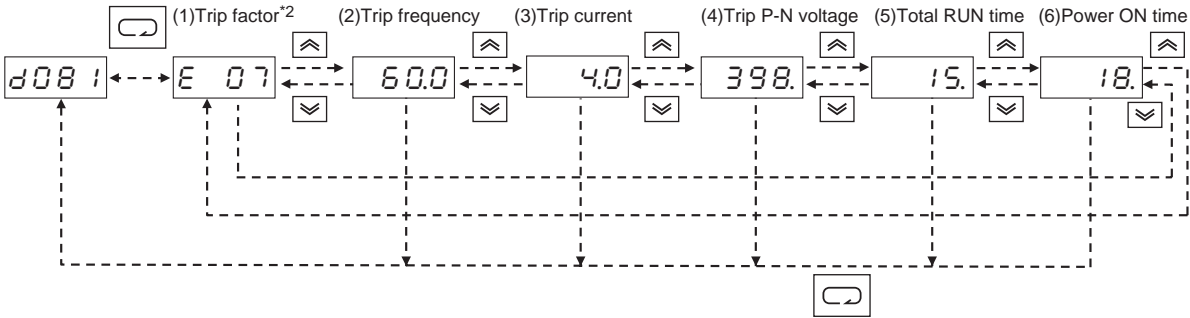 (1)Trip factor*2 (2)Trip frequency (3)Trip current (4)Trip P-N voltage (5)Total RUN time (6)Power ON time
d081 E 07 60.0 4.0 398. 15. 18.